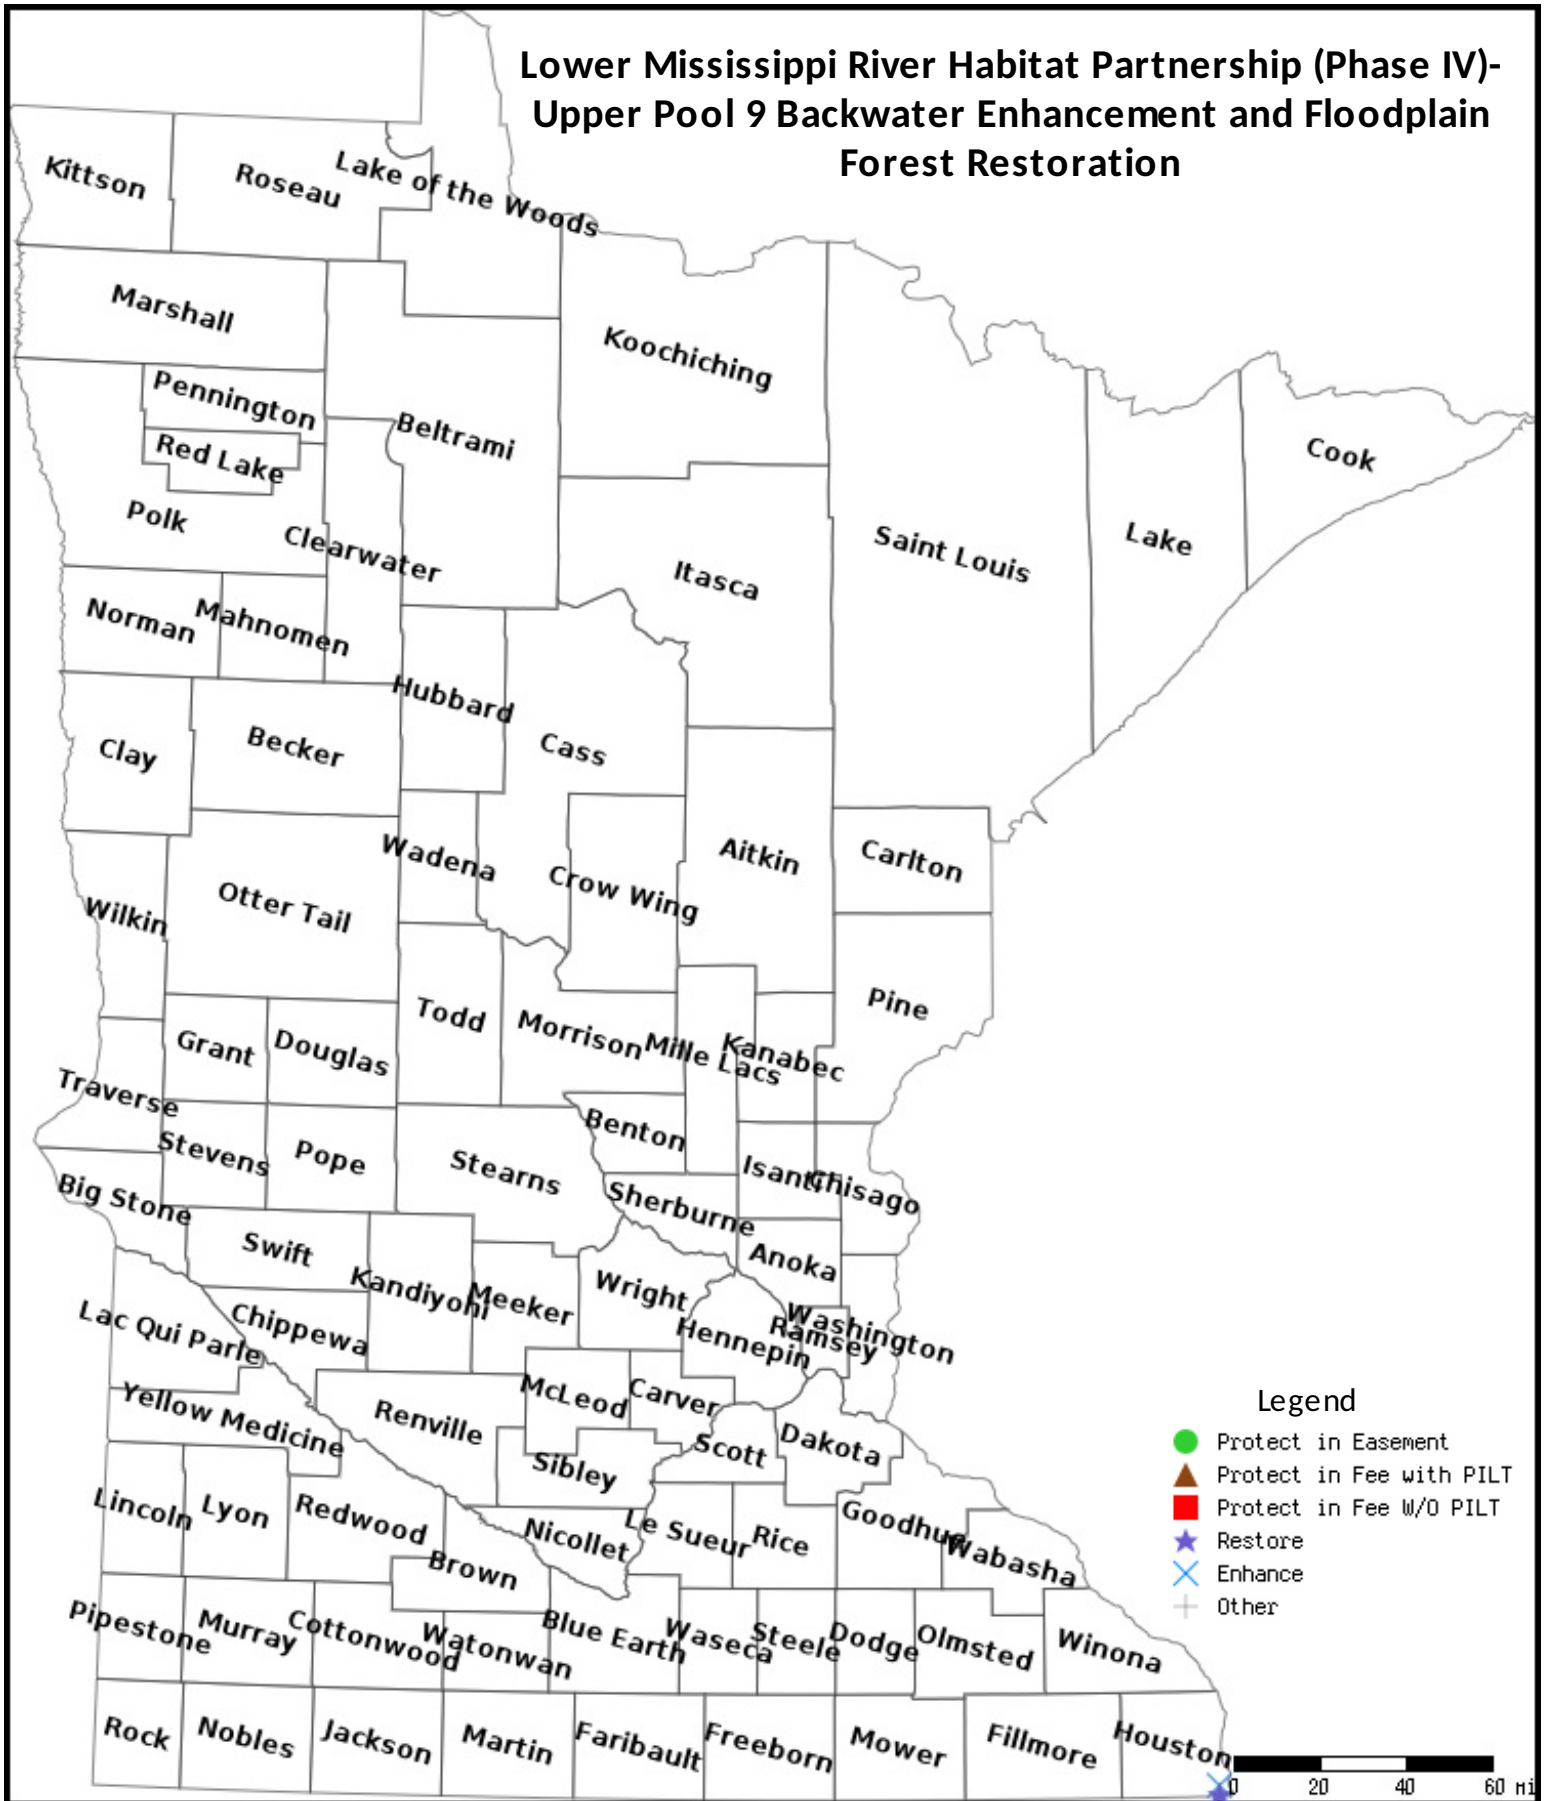 Lower Mississippi River Habitat Partnership (Phase IV)-
Upper Pool 9 Backwater Enhancement and Floodplain
Forest Restoration
Kittson
Roseau
Lake of the Woods
Marshall
Koochiching
Pennington
Beltrami
Red Lake
Cook
Polk
Clearwater
Saint Louis
Lake
Itasca
Norman
Mahnomen
Hubbard
Clay
Becker
Cass
Wadena
Aitkin
Carlton
Otter Tail
Crow Wing
Wilkin
Todd
Pine
Grant
Douglas
Morrison
Mille Lacs
Kanabec
Traverse
Stevens
Pope
Stearns
Benton
Isanti
Chisago
Big Stone
Sherburne
Swift
Anoka
Kandiyohi
Meeker
Wright
Lac Qui Parle
Chippewa
Hennepin
Ramsey
Washington
Yellow Medicine
Renville
McLeod
Carver
Scott
Dakota
Sibley
Legend
Protect in Easement
Protect in Fee with PILT
Protect in Fee W/O PILT
Restore
Enhance
Other
Lincoln
Lyon
Redwood
Nicollet
Le Sueur
Rice
Goodhue
Wabasha
Brown
Pipestone
Murray
Cottonwood
Watonwan
Blue Earth
Waseca
Steele
Dodge
Olmsted
Winona
Rock
Nobles
Jackson
Martin
Faribault
Freeborn
Mower
Fillmore
Houston
0 20 40 60 mi